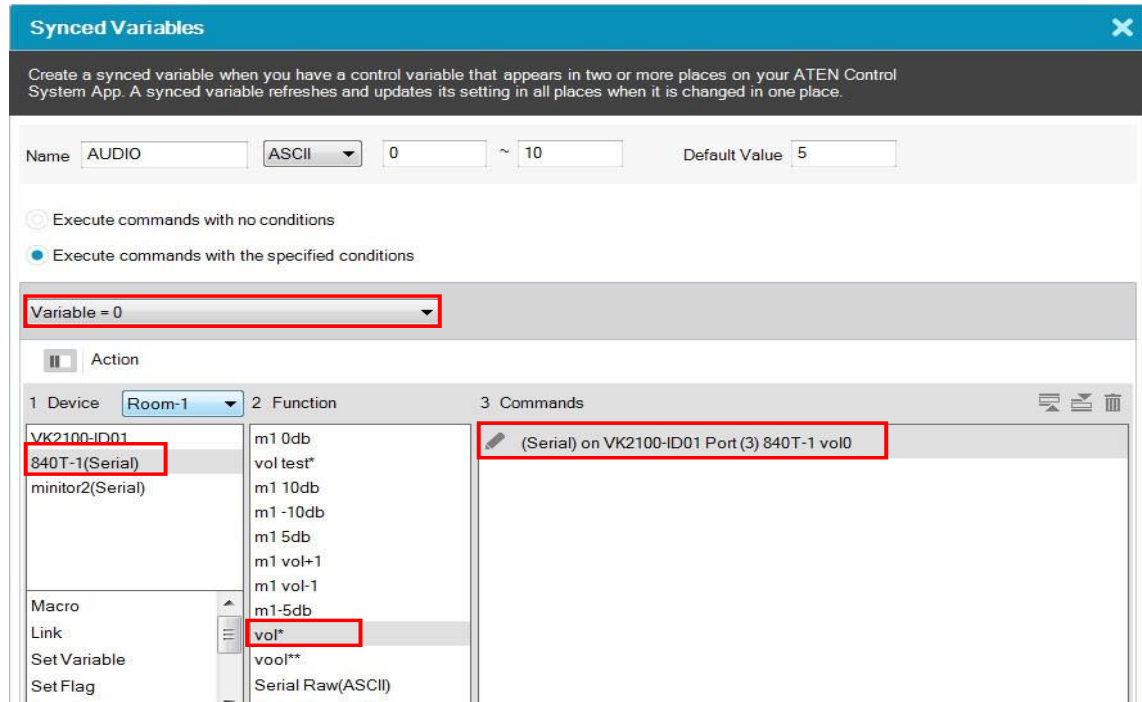 Synced Variables
Create a synced variable when you have a control variable that appears in two or more places on your ATEN Control
System App. A synced variable refreshes and updates its setting in all places when it is changed in one place.
Name AUDIO ASCII 0 ~ 10 Default Value 5
Execute commands with no conditions
Execute commands with the specified conditions
Variable = 0
Action
1 Device Room-1 2 Function 3 Commands
VK2100-ID01
840T-1(Serial)
minitor2(Serial)
Macro
Link
Set Variable
Set Flag
m1 0db
vol test*
m1 10db
m1 -10db
m1 5db
m1 vol+1
m1 vol-1
m1-5db
vol*
vool**
Serial Raw(ASCII)
(Serial) on VK2100-ID01 Port (3) 840T-1 vol0